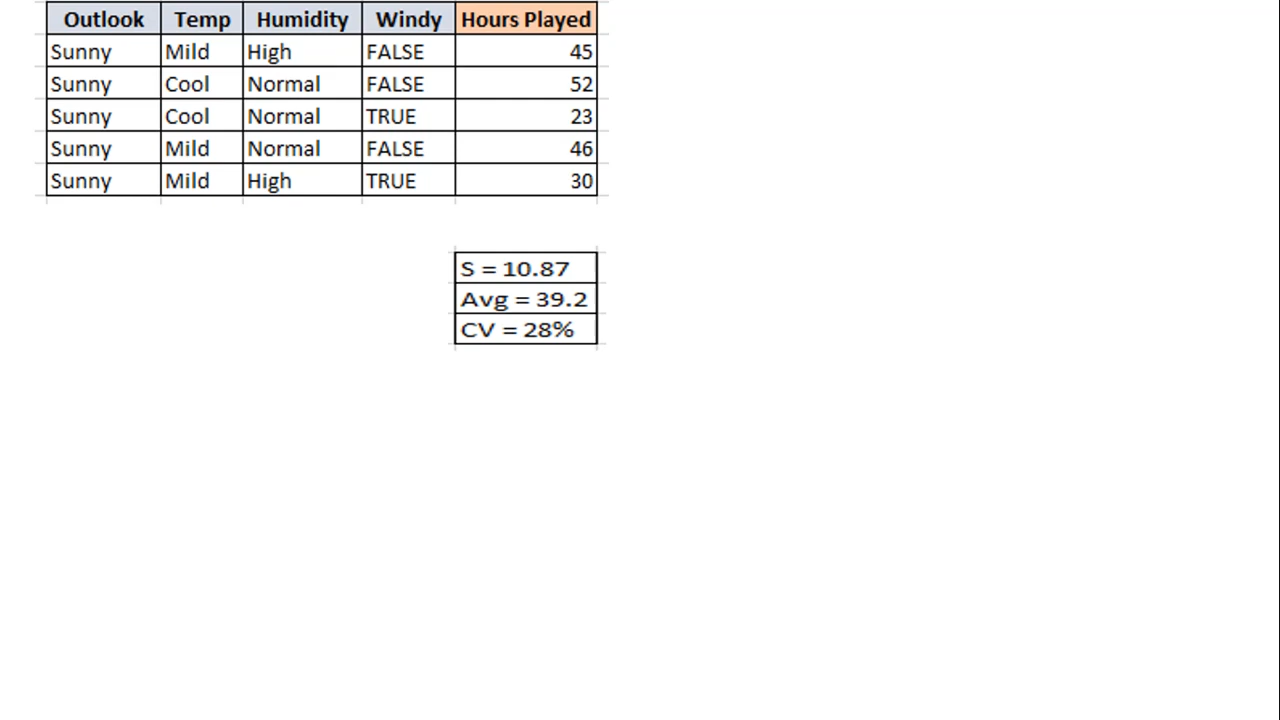 Outlook Temp Humidity Windy Hours Played
Sunny Mild High FALSE 45
Sunny Cool Normal FALSE 52
Sunny Cool Normal TRUE 23
Sunny Mild Normal FALSE 46
Sunny Mild High TRUE 30
S = 10.87
Avg = 39.2
CV = 28%